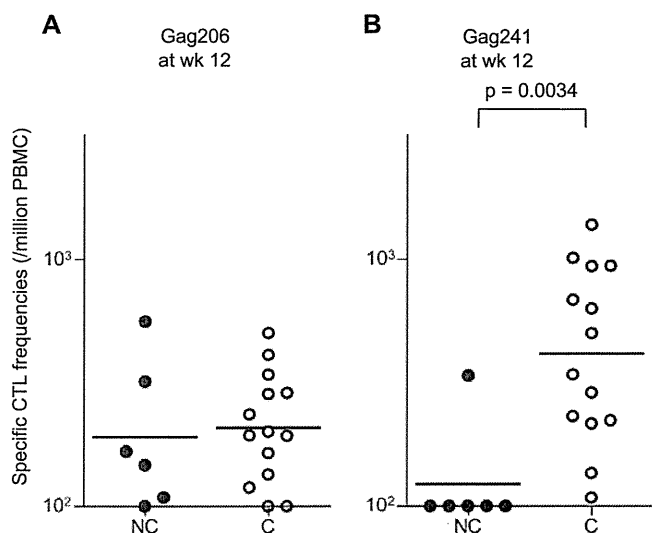 A
Gag206
at wk 12
B
Gag241
at wk 12
p = 0.0034
Specific CTL frequencies (/million PBMC)
10³
10²
NC
C
10³
10²
NC
C